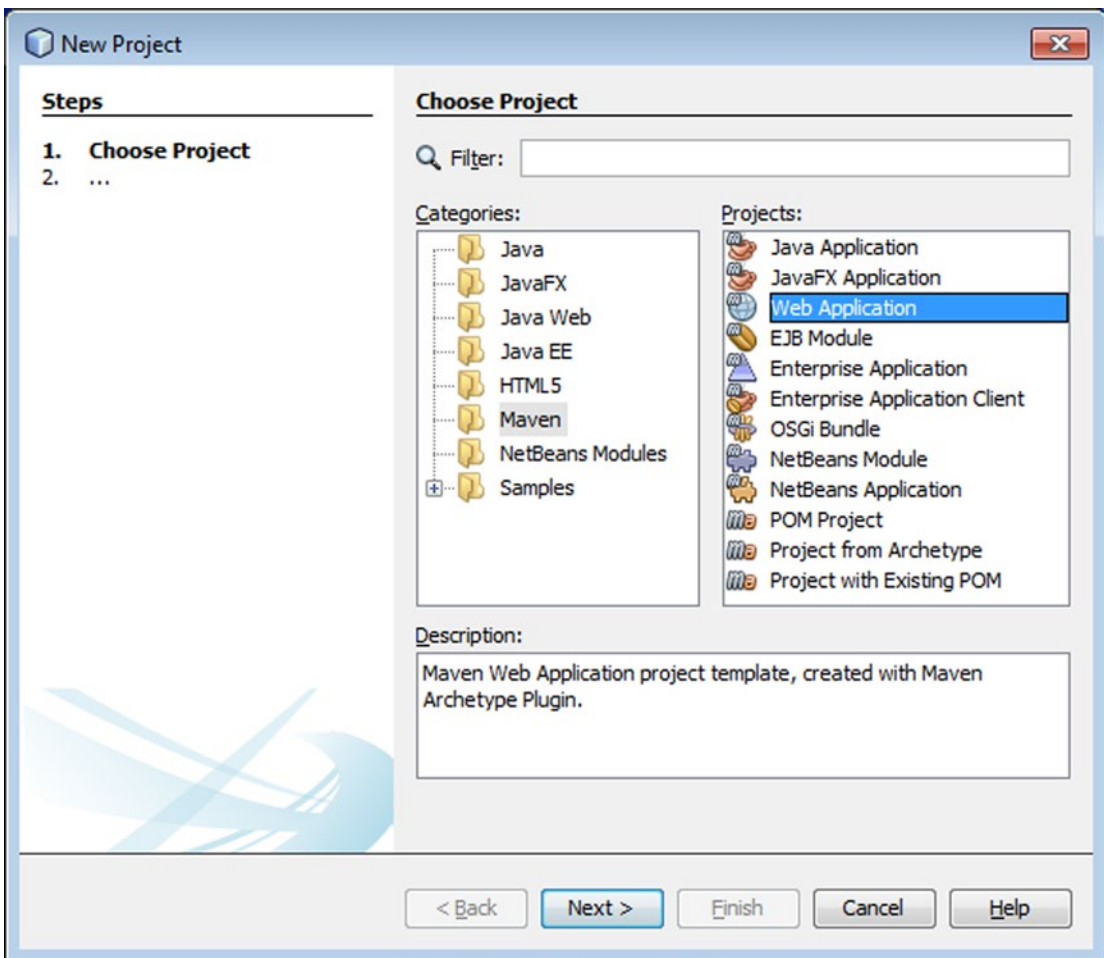 New Project
Steps
1. Choose Project
2. ...
Choose Project
Filter:
Categories:
Java
JavaFX
Java Web
Java EE
HTML5
Maven
NetBeans Modules
Samples
Projects:
Java Application
JavaFX Application
Web Application
EJB Module
Enterprise Application
Enterprise Application Client
OSGi Bundle
NetBeans Module
NetBeans Application
POM Project
Project from Archetype
Project with Existing POM
Description:
Maven Web Application project template, created with Maven
Archetype Plugin.
< Back Next > Finish Cancel Help